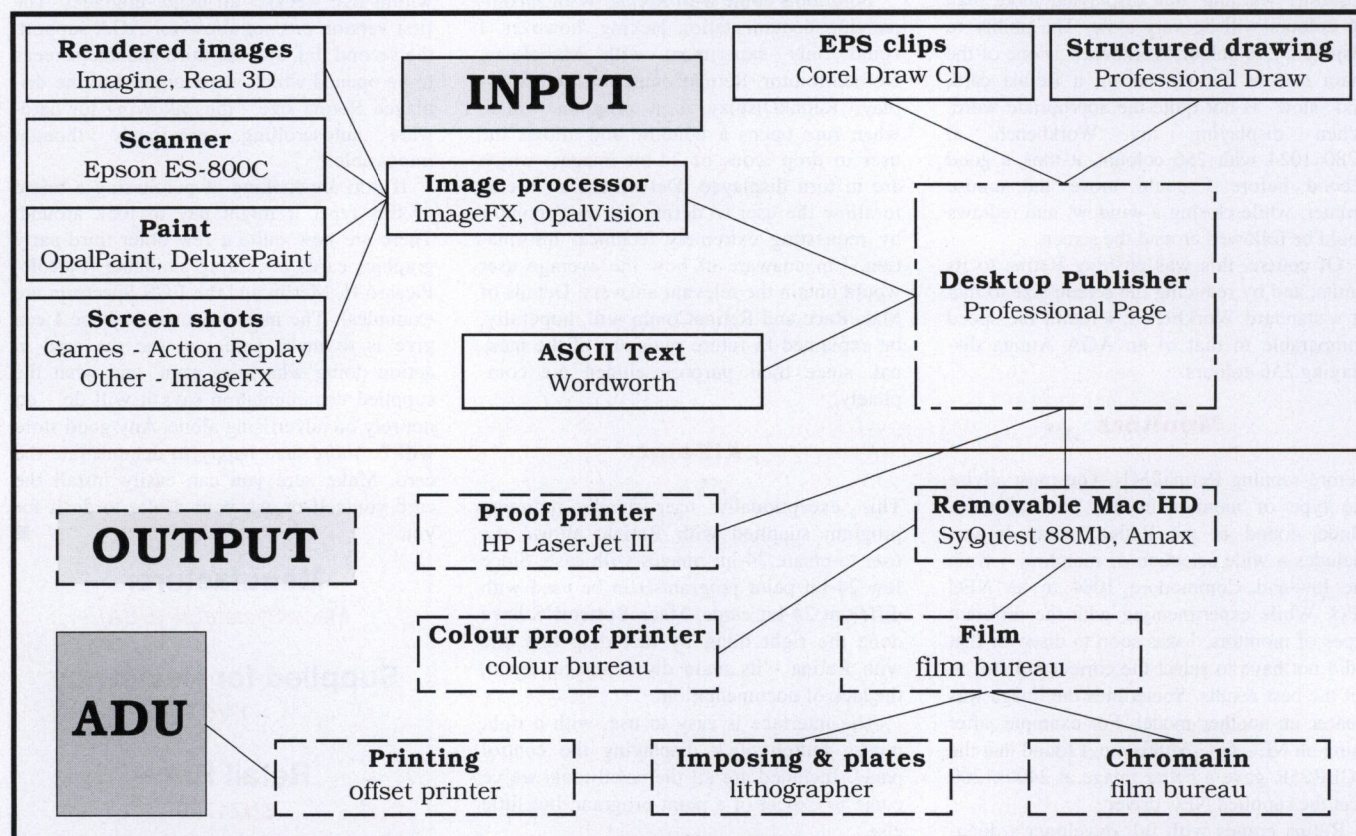 Rendered images
Imagine, Real 3D
Scanner
Epson ES-800C
Paint
OpalPaint, DeluxePaint
Screen shots
Games - Action Replay
Other - ImageFX
INPUT
Image processor
ImageFX, OpalVision
ASCII Text
Wordworth
EPS clips
Corel Draw CD
Structured drawing
Professional Draw
Desktop Publisher
Professional Page
OUTPUT
Proof printer
HP LaserJet III
Removable Mac HD
SyQuest 88Mb, Amax
Colour proof printer
colour bureau
Film
film bureau
ADU
Printing
offset printer
Imposing & plates
lithographer
Chromalin
film bureau